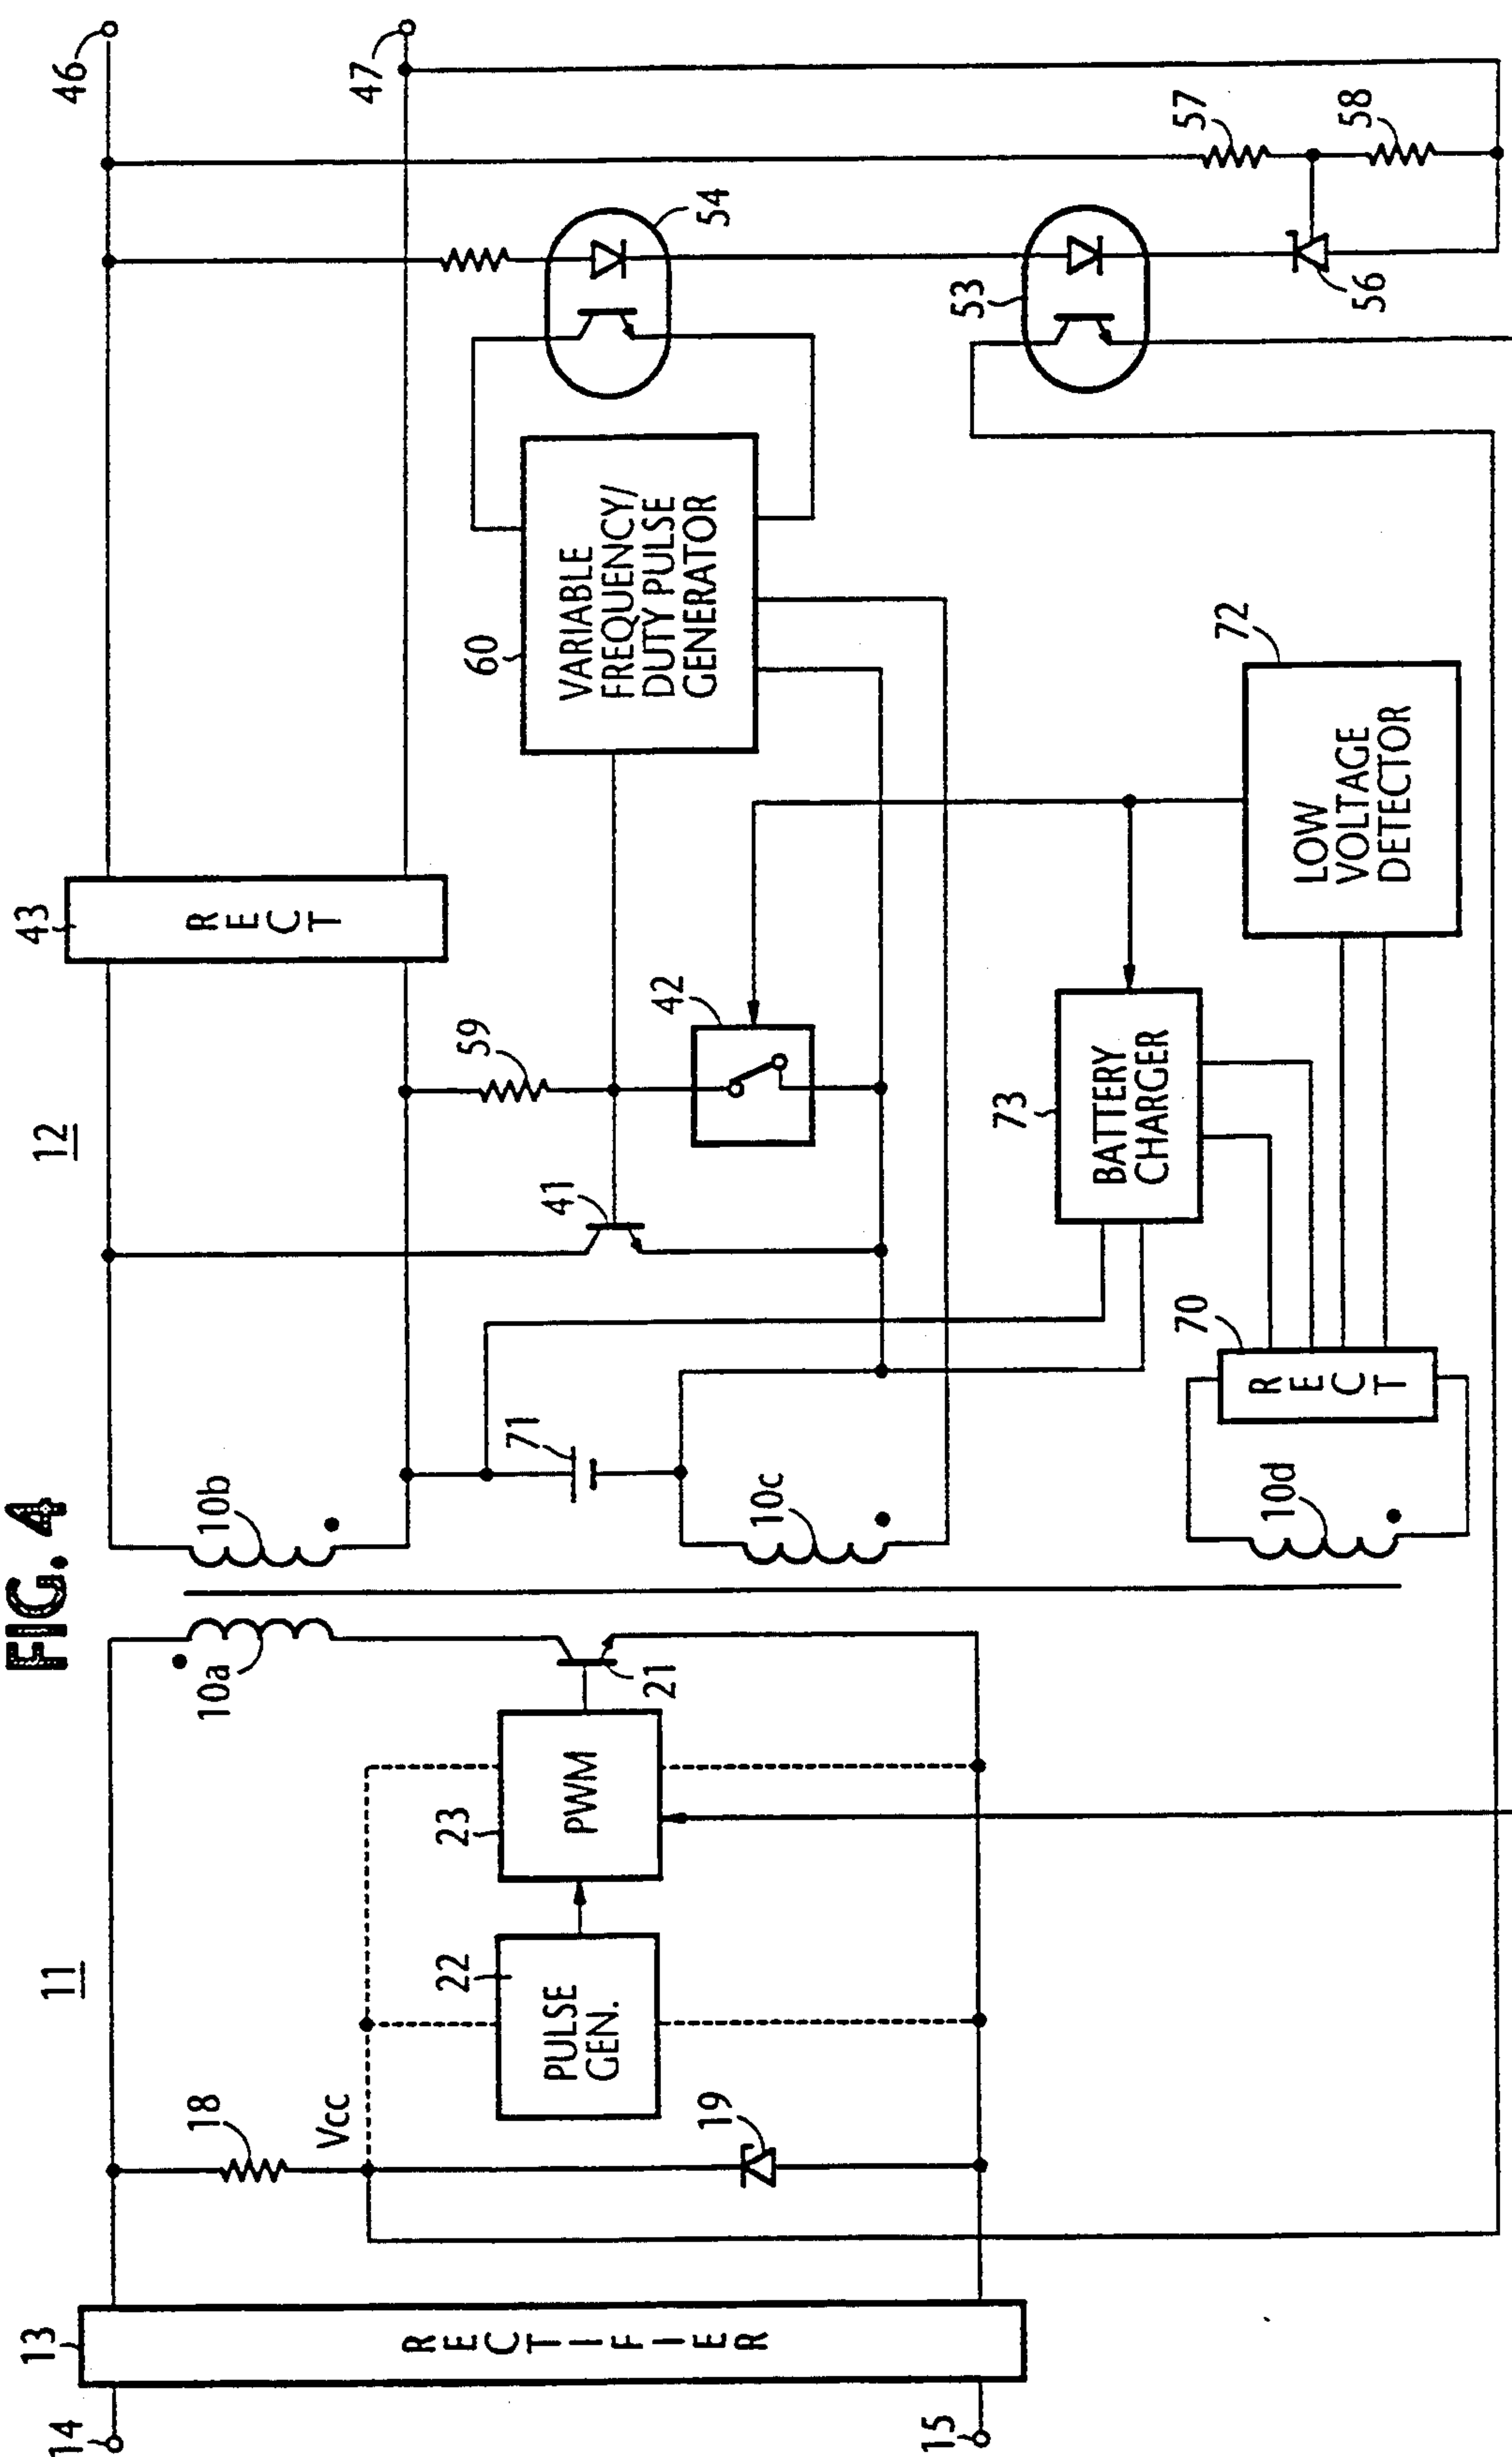 FIG. 4
11
12
13
RECTIFIER
14
15
18
Vcc
19
22
PULSE
GEN.
23
PWM
21
10a
10b
10c
10d
71
70
RECT
41
59
42
43
RECT
73
BATTERY
CHARGER
72
LOW
VOLTAGE
DETECTOR
60
VARIABLE
FREQUENCY/
DUTY PULSE
GENERATOR
54
53
56
57
58
46
47